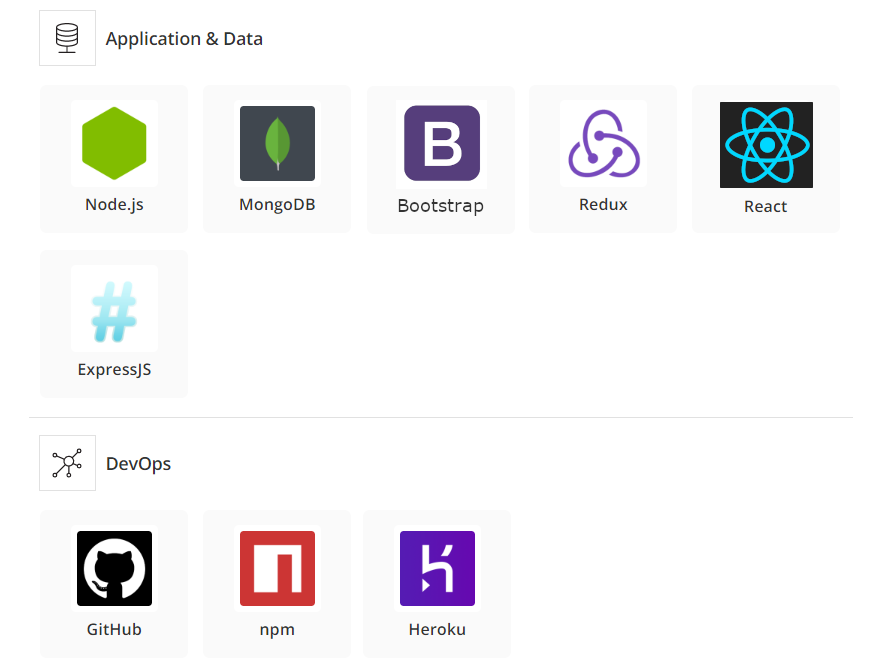 Application & Data
Node.js
MongoDB
B
Bootstrap
Redux
React
#
ExpressJS
DevOps
GitHub
npm
Heroku